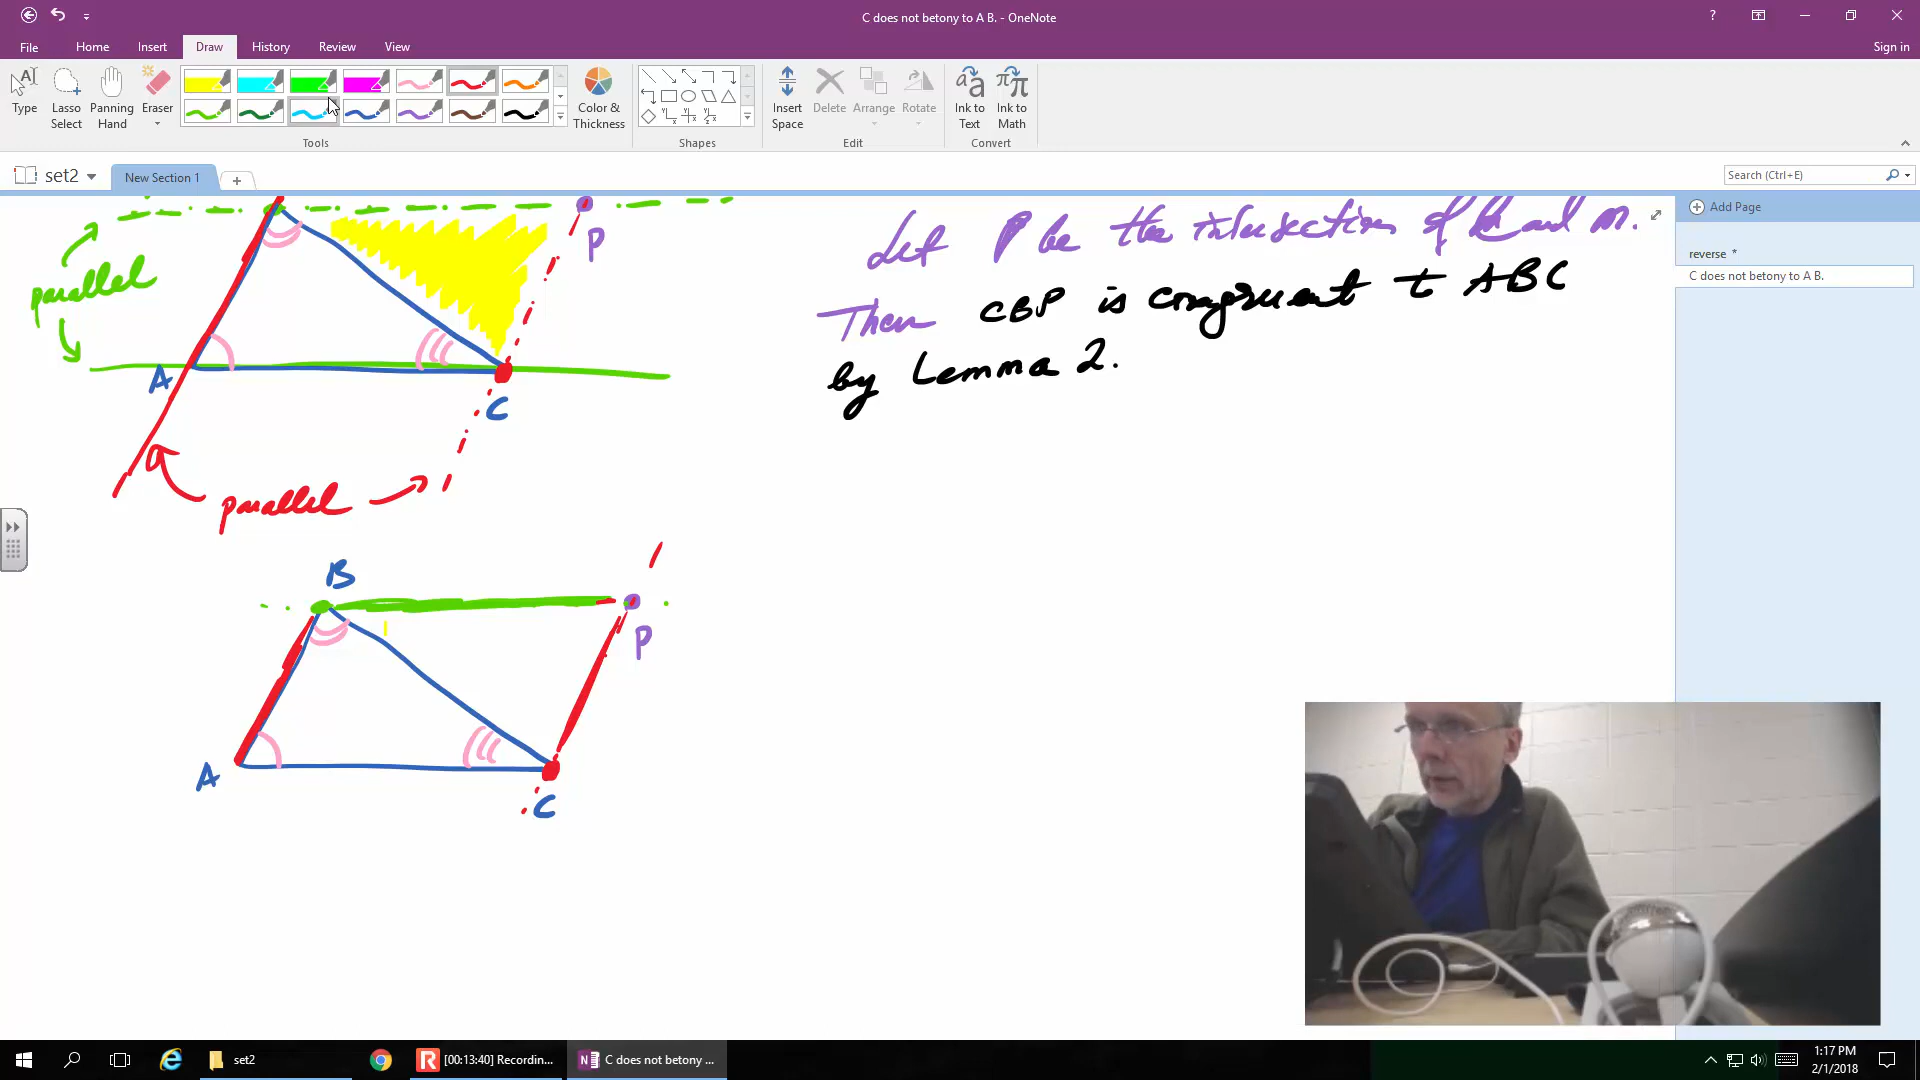 C does not betony to A B. - OneNote
File Home Insert Draw History Review View
Sign in
Type
Lasso Select
Panning Hand
Eraser
Color & Thickness
Insert Space
Delete
Arrange
Rotate
Ink to Text
Ink to Math
Tools
Shapes
Edit
Convert
set2
New Section 1
Search (Ctrl+E)
Add Page
reverse *
C does not betony to A B.
P
parallel
A
C
parallel
Let P be the intersection of k and m.
Then CBP is congruent to ABC
by Lemma 2.
B
P
A
C
set2
[00:13:40] Recordin...
C does not betony ...
1:17 PM
2/1/2018